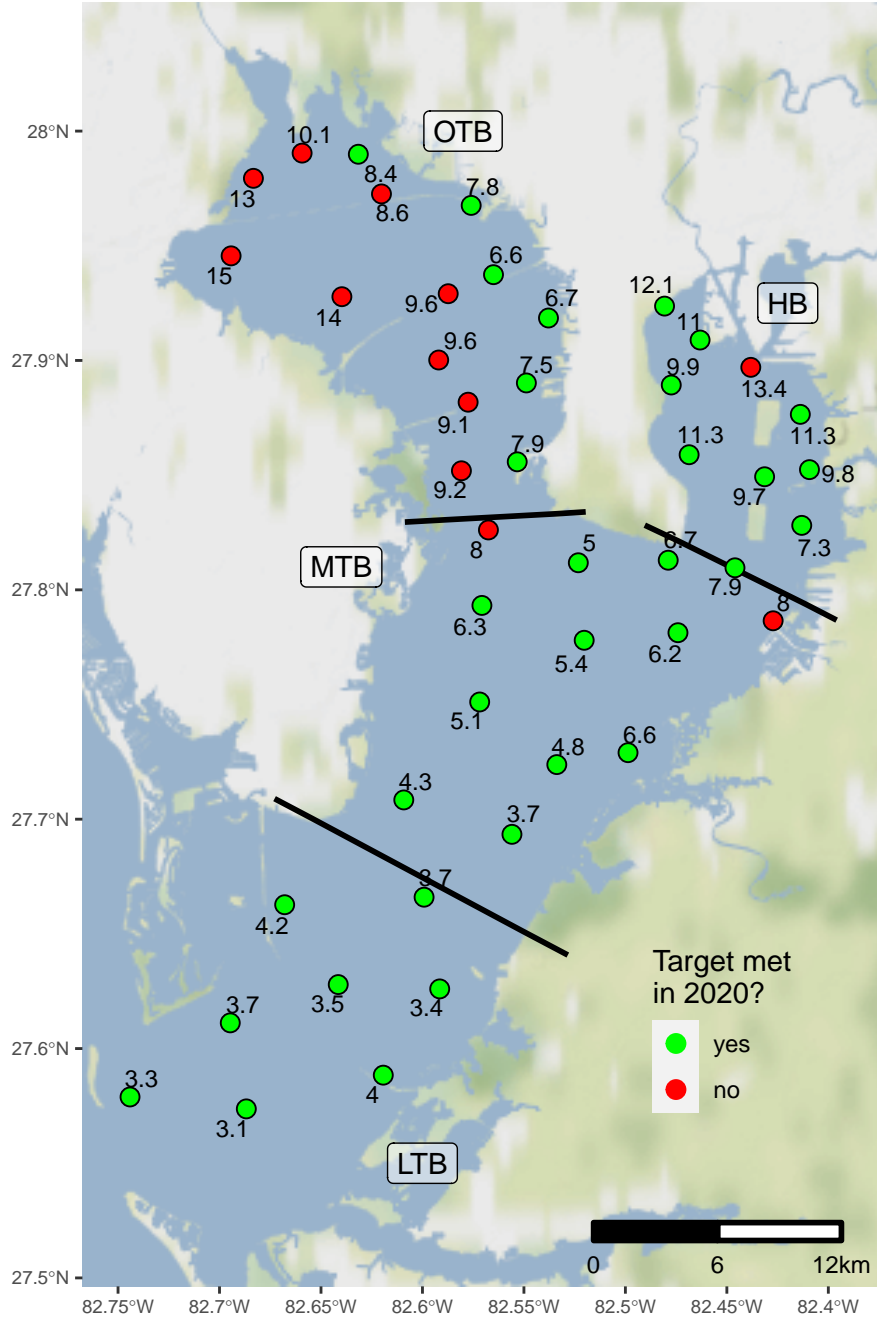 28°N
27.9°N
27.8°N
27.7°N
27.6°N
27.5°N
OTB
10.1
8.4
13
8.6
7.8
15
14
6.6
9.6
6.7
9.6
7.5
9.1
7.9
9.2
HB
12.1
11
9.9
13.4
11.3
11.3
9.8
9.7
7.3
MTB
8
5
6.7
7.9
8
6.3
5.4
6.2
5.1
4.8
6.6
4.3
3.7
3.7
4.2
3.5
3.4
3.7
3.3
3.1
4
LTB
Target met
in 2020?
yes
no
0 6 12km
82.75°W 82.7°W 82.65°W 82.6°W 82.55°W 82.5°W 82.45°W 82.4°W